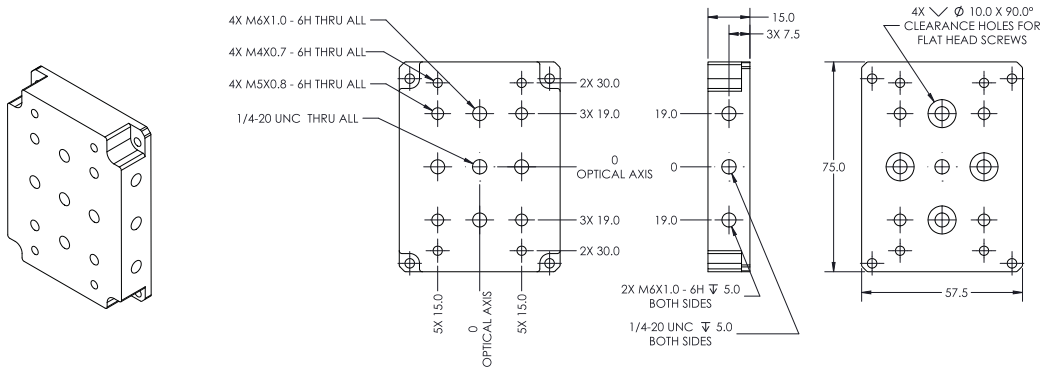 4X M6X1.0 - 6H THRU ALL
4X M4X0.7 - 6H THRU ALL
4X M5X0.8 - 6H THRU ALL
1/4-20 UNC THRU ALL
2X 30.0
3X 19.0
0
OPTICAL AXIS
3X 19.0
2X 30.0
5X 15.0
0
OPTICAL AXIS
5X 15.0
15.0
3X 7.5
19.0
0
19.0
2X M6X1.0 - 6H ↧ 5.0
BOTH SIDES
1/4-20 UNC ↧ 5.0
BOTH SIDES
4X ⌵ Ø 10.0 X 90.0°
CLEARANCE HOLES FOR
FLAT HEAD SCREWS
75.0
57.5